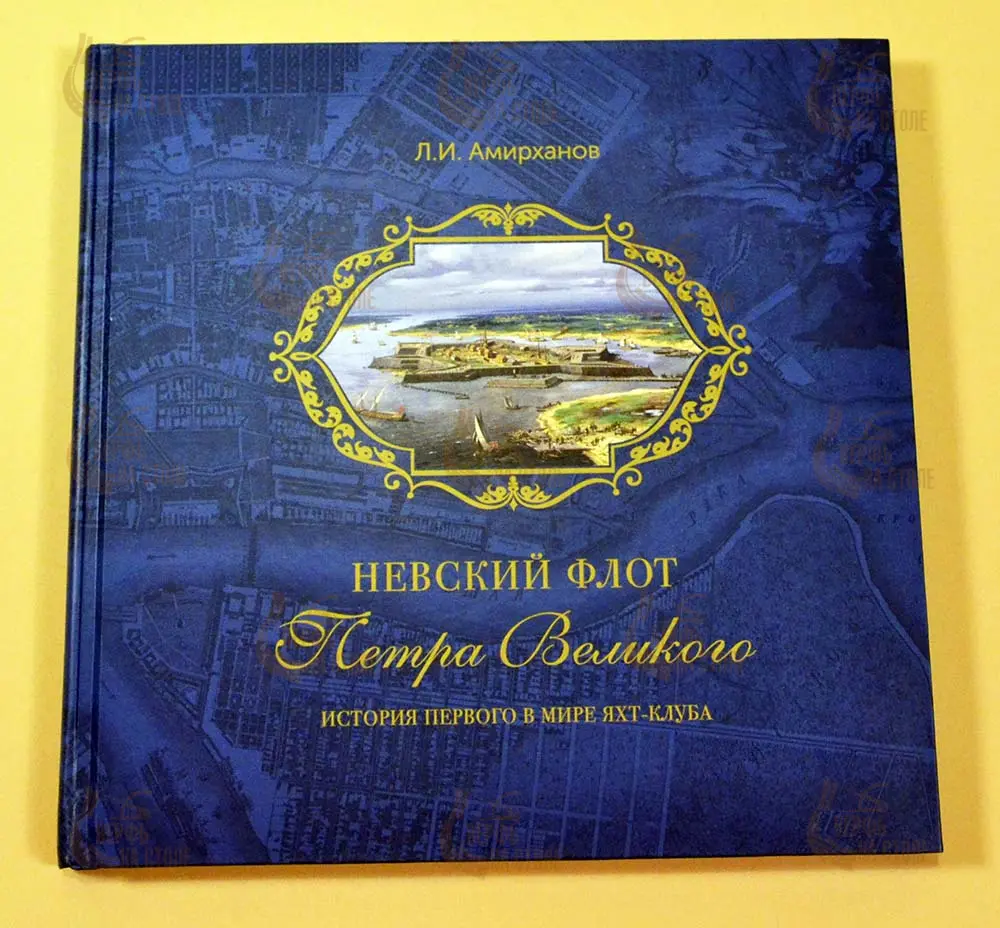 Л.И. Амирханов
НЕВСКИЙ ФЛОТ
Петра Великого
ИСТОРИЯ ПЕРВОГО В МИРЕ ЯХТ-КЛУБА